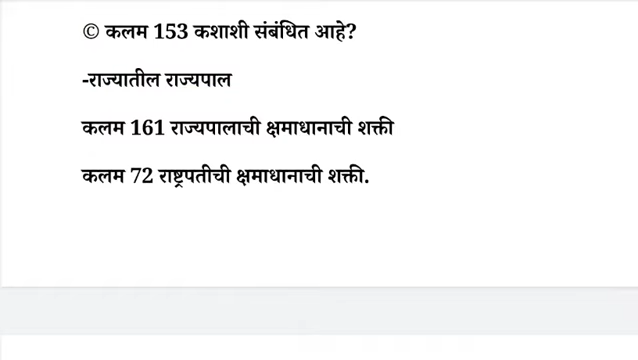 © कलम 153 कशाशी संबंधित आहे?
-राज्यातील राज्यपाल
कलम 161 राज्यपालाची क्षमाधानाची शक्ती
कलम 72 राष्ट्रपतीची क्षमाधानाची शक्ती.